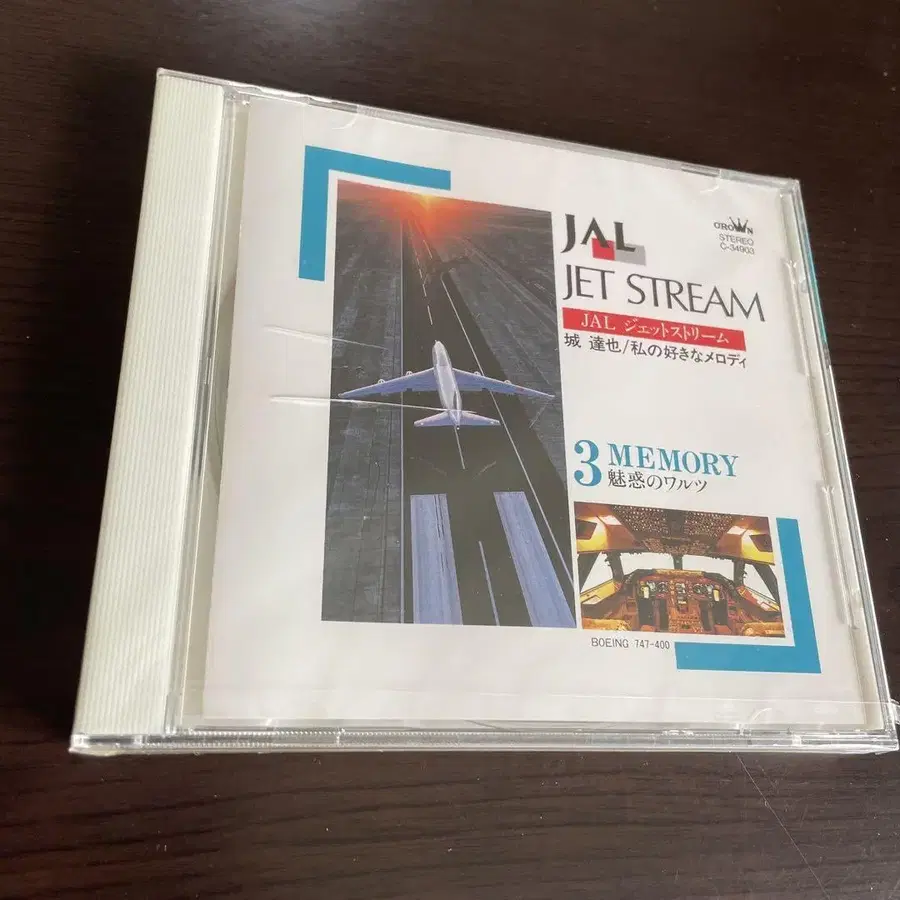 JAL
CROWN
STEREO
C-34903
JET STREAM
JAL ジェットストリーム
城 達也/私の好きなメロディ
3 MEMORY
魅惑のワルツ
BOEING 747-400